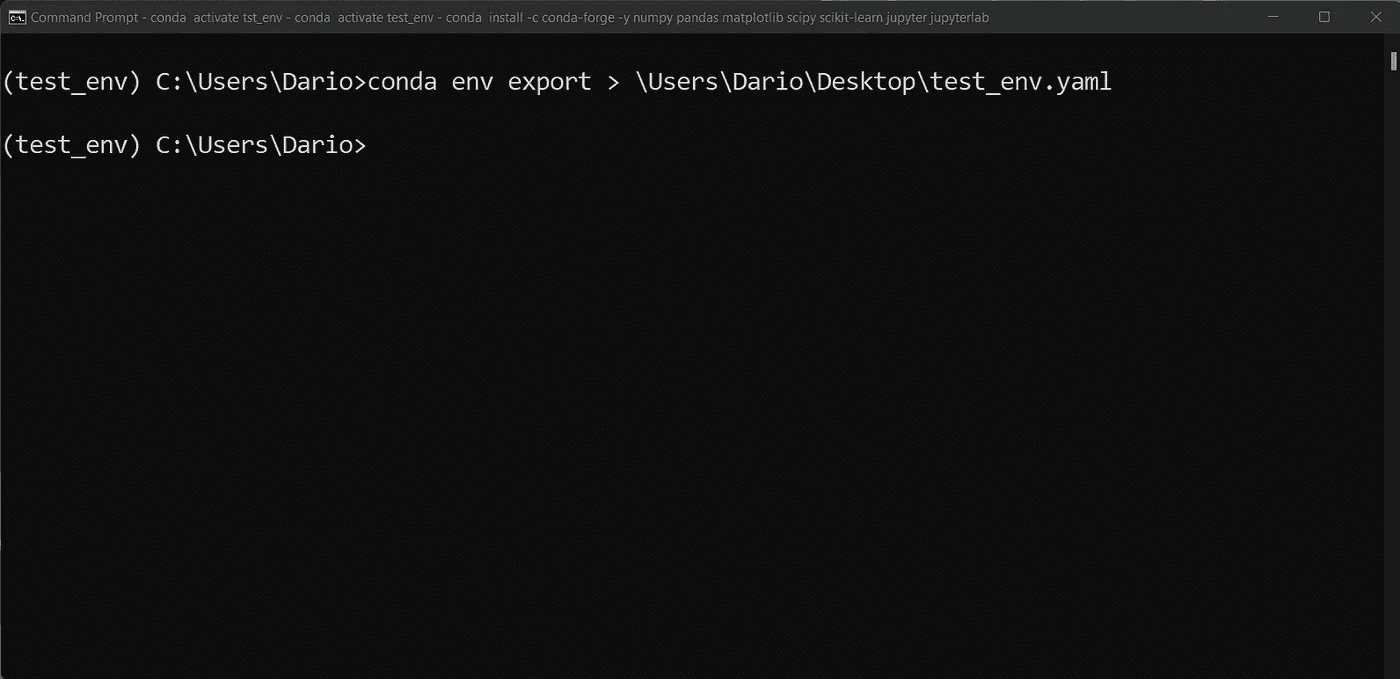 Command Prompt - conda  activate tst_env - conda  activate test_env - conda  install -c conda-forge -y numpy pandas matplotlib scipy scikit-learn jupyter jupyterlab
(test_env) C:\Users\Dario>conda env export > \Users\Dario\Desktop\test_env.yaml
(test_env) C:\Users\Dario>